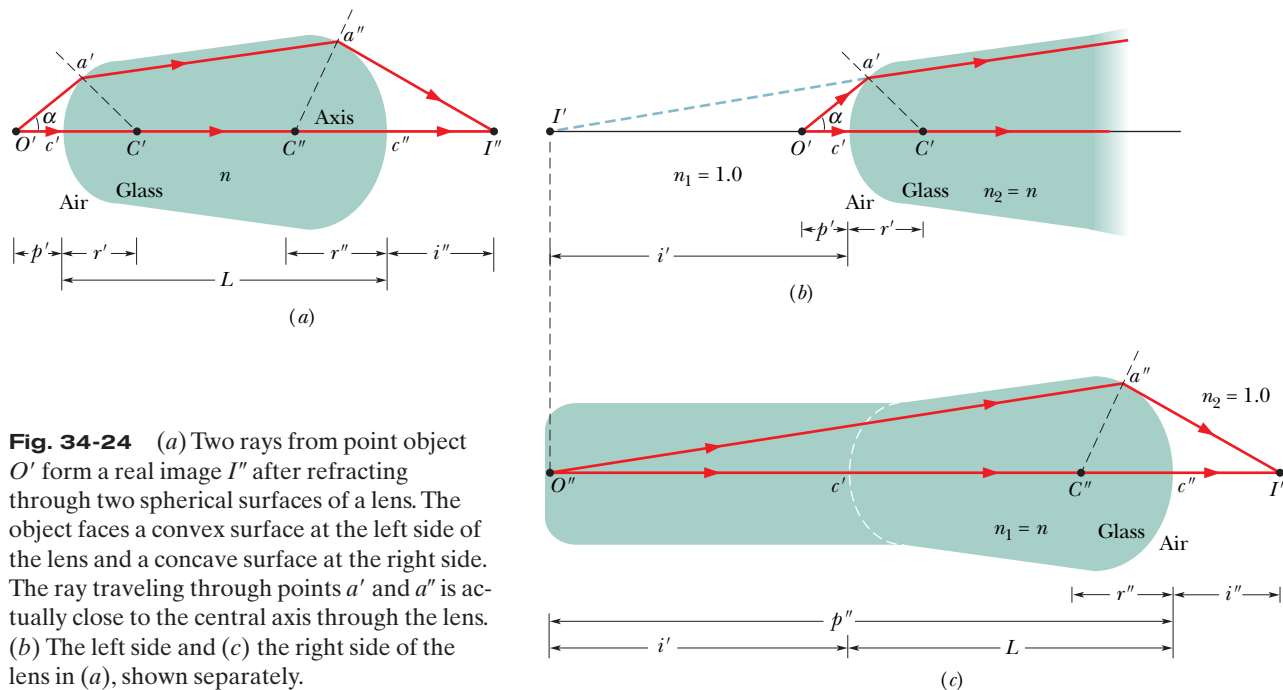 a′
a″
α
Axis
O′ c′ C′ C″ c″ I″
n
Glass
Air
p′ r′ r″ i″
L
(a)
a′
I′
α
O′ c′ C′
n₁ = 1.0
Glass n₂ = n
Air
p′ r′
i′
(b)
a″
n₂ = 1.0
O″ c′ C″ c″ I″
n₁ = n Glass
Air
r″ i″
p″
i′ L
(c)
Fig. 34-24 (a) Two rays from point object
O′ form a real image I″ after refracting
through two spherical surfaces of a lens. The
object faces a convex surface at the left side of
the lens and a concave surface at the right side.
The ray traveling through points a′ and a″ is ac-
tually close to the central axis through the lens.
(b) The left side and (c) the right side of the
lens in (a), shown separately.